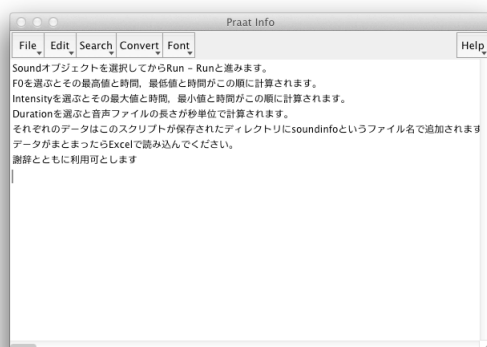 Praat Info
File Edit Search Convert Font Help
Soundオブジェクトを選択してからRun – Runと進みます。
F0を選ぶとその最高値と時間，最低値と時間がこの順に計算されます。
Intensityを選ぶとその最大値と時間，最小値と時間がこの順に計算されます。
Durationを選ぶと音声ファイルの長さが秒単位で計算されます。
それぞれのデータはこのスクリプトが保存されたディレクトリにsoundinfoというファイル名で追加されます
データがまとまったらExcelで読み込んでください。
謝辞とともに利用可とします